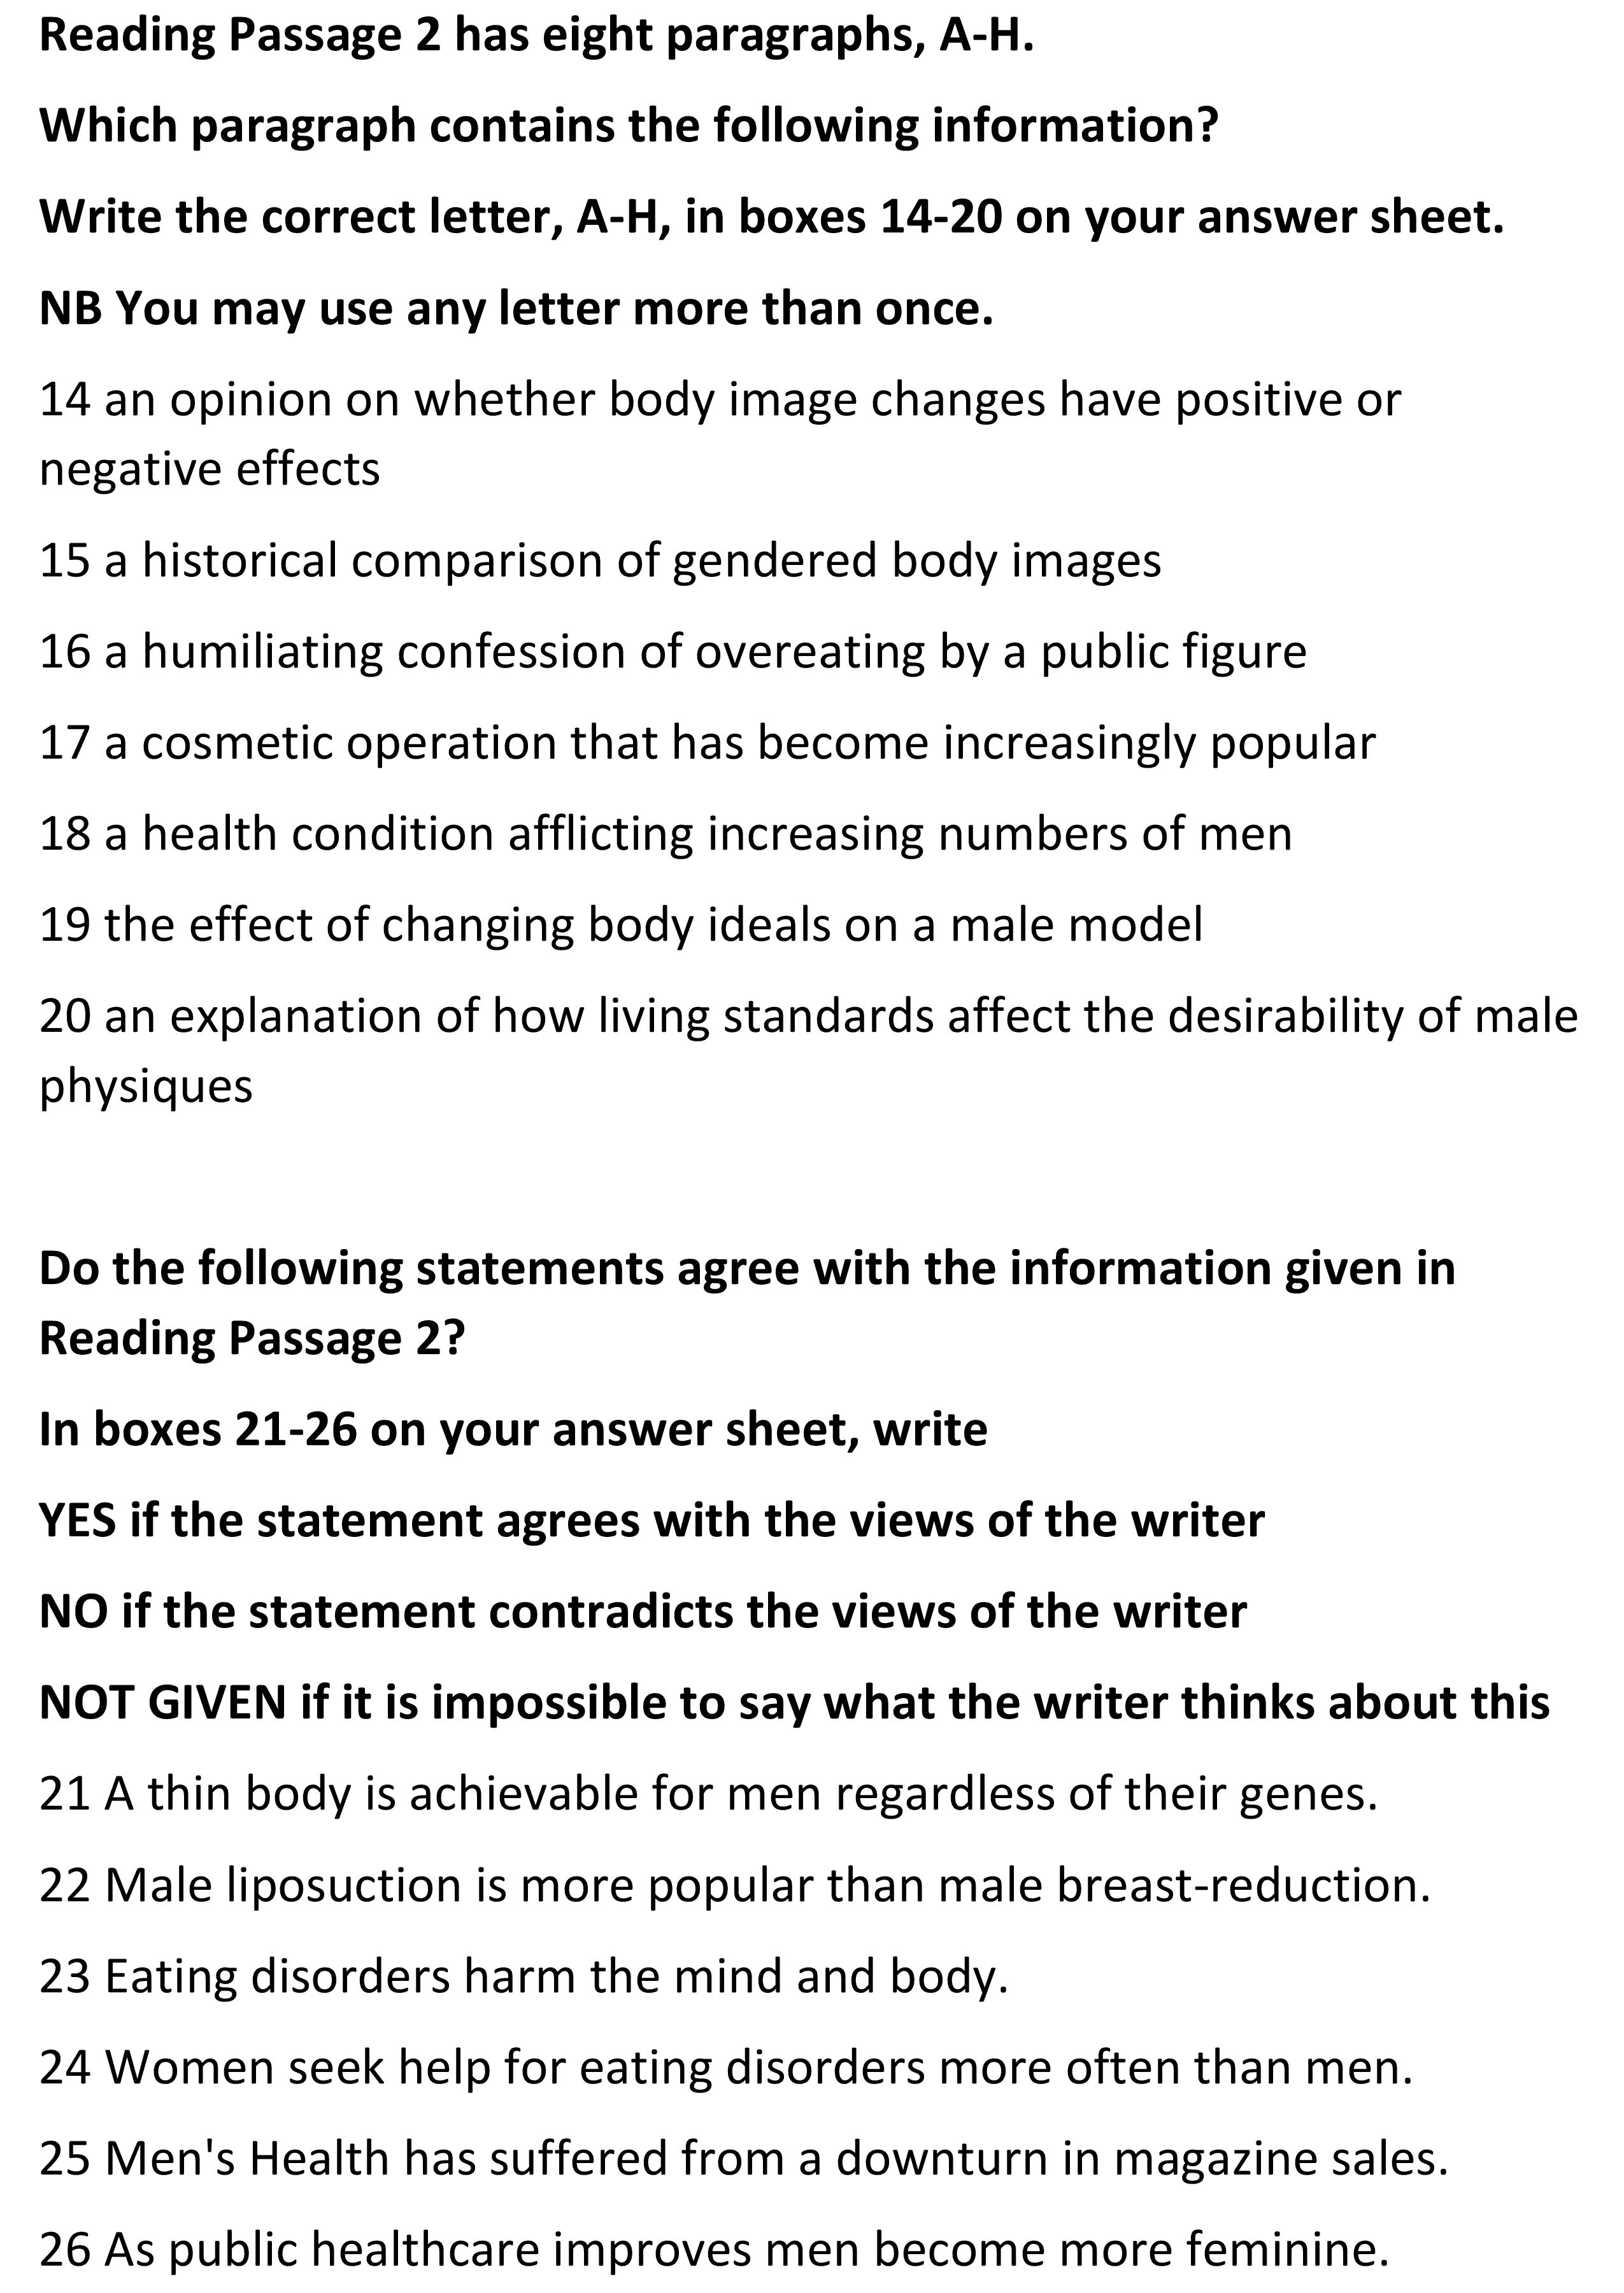 Reading Passage 2 has eight paragraphs, A-H.
Which paragraph contains the following information?
Write the correct letter, A-H, in boxes 14-20 on your answer sheet.
NB You may use any letter more than once.
14 an opinion on whether body image changes have positive or
negative effects
15 a historical comparison of gendered body images
16 a humiliating confession of overeating by a public figure
17 a cosmetic operation that has become increasingly popular
18 a health condition afflicting increasing numbers of men
19 the effect of changing body ideals on a male model
20 an explanation of how living standards affect the desirability of male
physiques
Do the following statements agree with the information given in
Reading Passage 2?
In boxes 21-26 on your answer sheet, write
YES if the statement agrees with the views of the writer
NO if the statement contradicts the views of the writer
NOT GIVEN if it is impossible to say what the writer thinks about this
21 A thin body is achievable for men regardless of their genes.
22 Male liposuction is more popular than male breast-reduction.
23 Eating disorders harm the mind and body.
24 Women seek help for eating disorders more often than men.
25 Men's Health has suffered from a downturn in magazine sales.
26 As public healthcare improves men become more feminine.